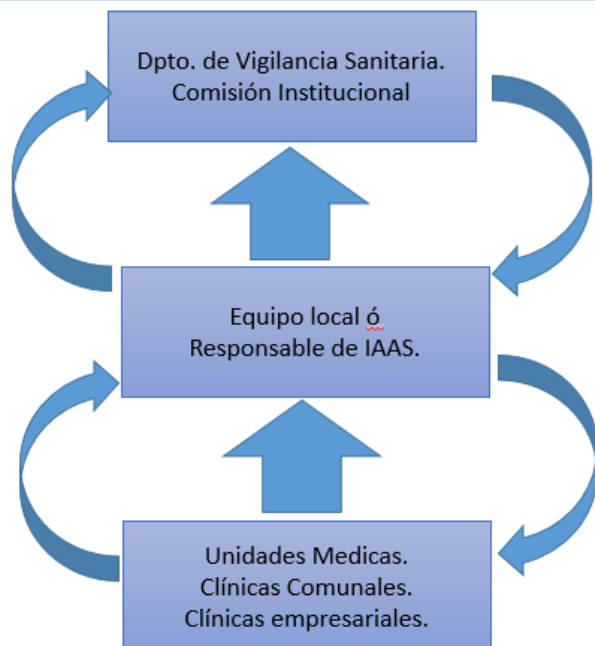 Dpto. de Vigilancia Sanitaria.
Comisión Institucional
Equipo local ó
Responsable de IAAS.
Unidades Medicas.
Clínicas Comunales.
Clínicas empresariales.